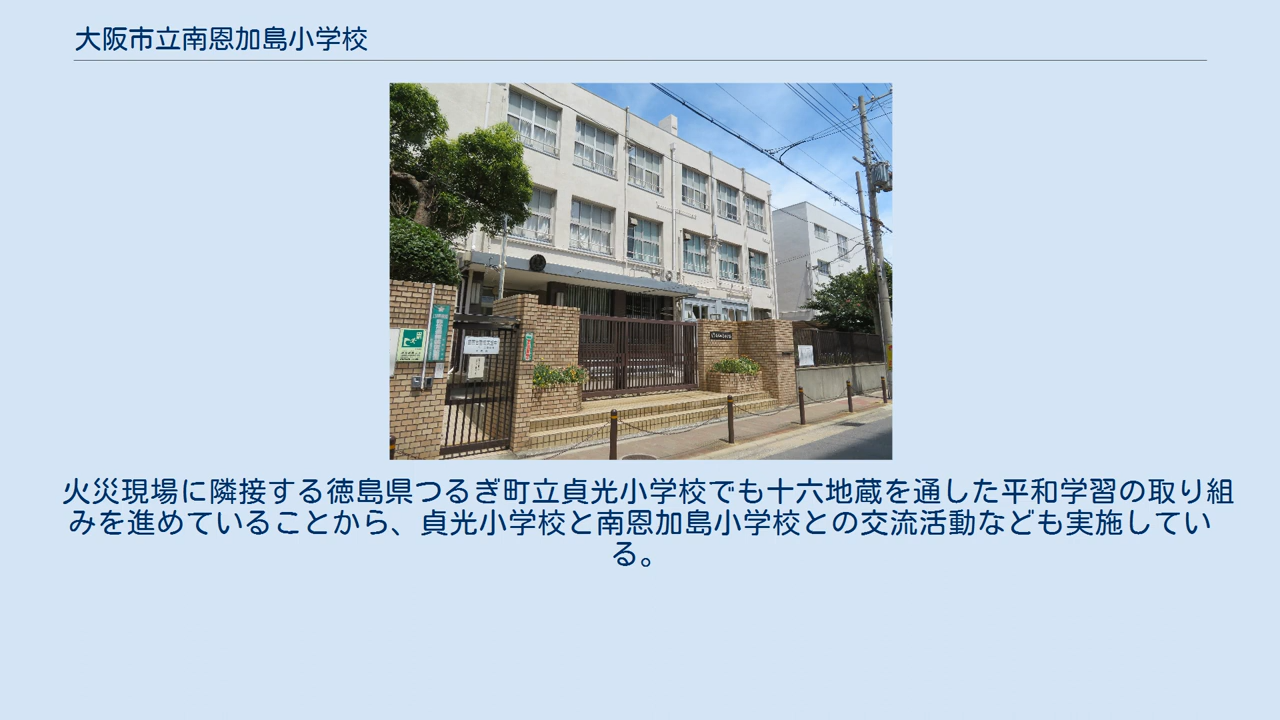 大阪市立南恩加島小学校
火災現場に隣接する徳島県つるぎ町立貞光小学校でも十六地蔵を通した平和学習の取り組
みを進めていることから、貞光小学校と南恩加島小学校との交流活動なども実施してい
る。